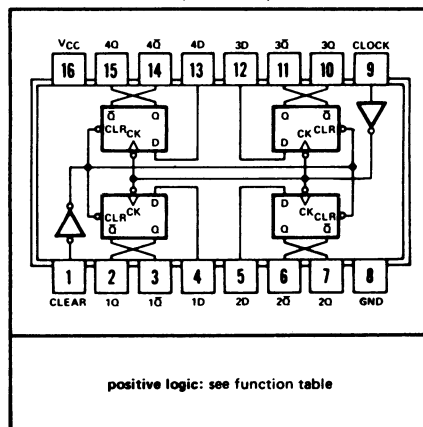 VCC 4Q 4Q̅ 4D 3D 3Q̅ 3Q CLOCK
16 15 14 13 12 11 10 9
Q̅ Q Q Q̅
CLR CK D D CK CLR
CLR CK D D CK CLR
Q̅ Q Q Q̅
1 2 3 4 5 6 7 8
CLEAR 1Q 1Q̅ 1D 2D 2Q̅ 2Q GND
positive logic: see function table